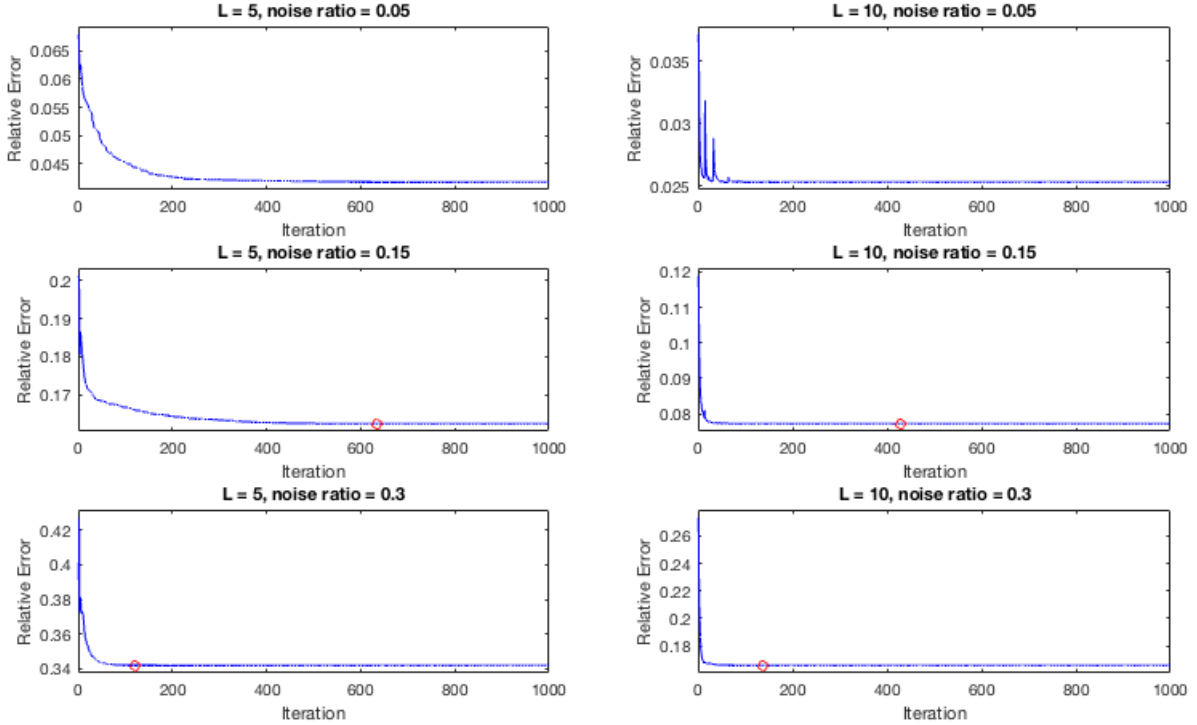 L = 5, noise ratio = 0.05
Relative Error
0.065
0.06
0.055
0.05
0.045
0 200 400 600 800 1000
Iteration
L = 10, noise ratio = 0.05
Relative Error
0.035
0.03
0.025
0 200 400 600 800 1000
Iteration
L = 5, noise ratio = 0.15
Relative Error
0.2
0.19
0.18
0.17
0 200 400 600 800 1000
Iteration
L = 10, noise ratio = 0.15
Relative Error
0.12
0.11
0.1
0.09
0.08
0 200 400 600 800 1000
Iteration
L = 5, noise ratio = 0.3
Relative Error
0.42
0.4
0.38
0.36
0.34
0 200 400 600 800 1000
Iteration
L = 10, noise ratio = 0.3
Relative Error
0.26
0.24
0.22
0.2
0.18
0 200 400 600 800 1000
Iteration